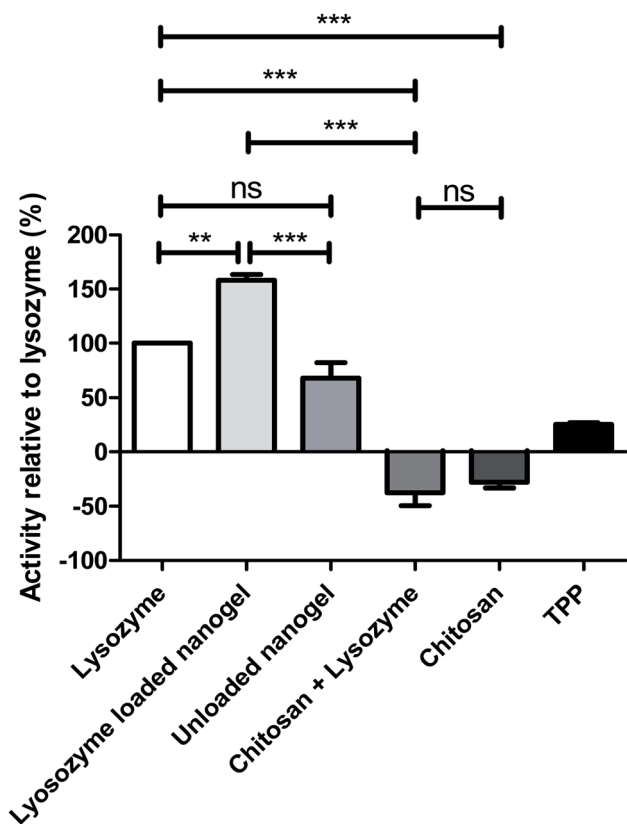 ***
***
***
ns
ns
**
***
Activity relative to lysozyme (%)
200
150
100
50
0
-50
-100
Lysozyme
Lyosozyme loaded nanogel
Unloaded nanogel
Chitosan + Lysozyme
Chitosan
TPP